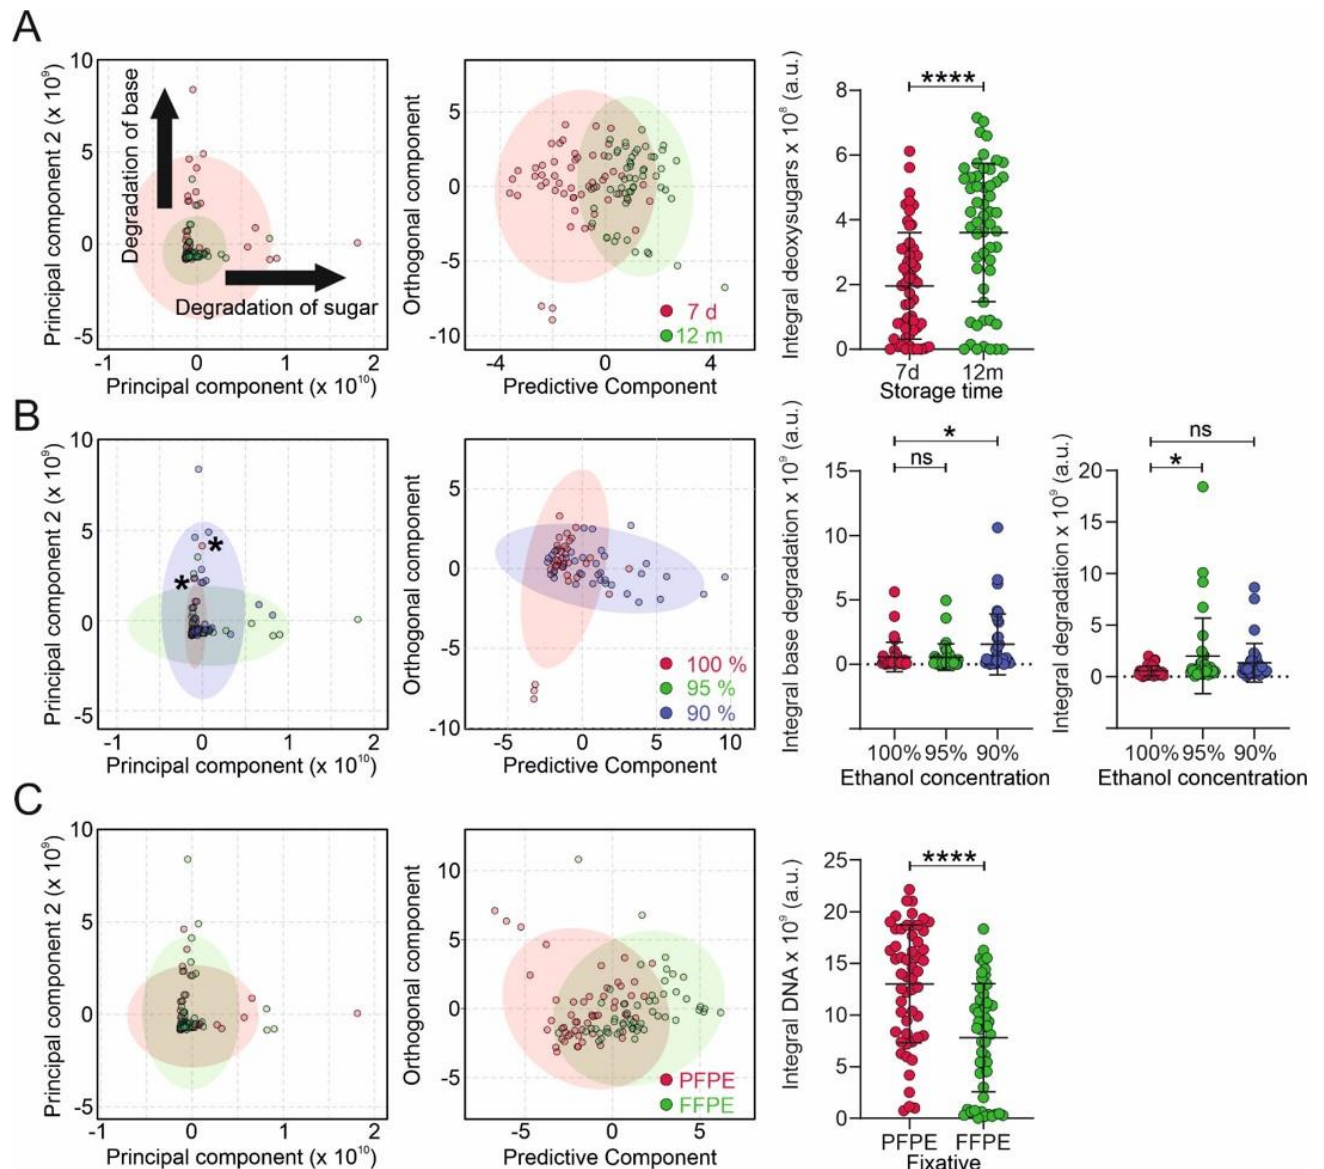 A
Principal component 2 (x 10⁹)
10
5
0
-5
Degradation of base
Degradation of sugar
-1
0
1
2
Principal component (x 10¹⁰)
Orthogonal component
5
0
-5
-10
7 d
12 m
-4
0
4
Predictive Component
Integral deoxysugars x 10⁸ (a.u.)
8
6
4
2
0
****
7d
12m
Storage time
B
Principal component 2 (x 10⁹)
10
5
0
-5
*
*
-1
0
1
2
Principal component (x 10¹⁰)
Orthogonal component
5
0
-5
-10
100 %
95 %
90 %
-5
0
5
10
Predictive Component
Integral base degradation x 10⁹ (a.u.)
15
10
5
0
*
ns
100%
95%
90%
Ethanol concentration
Integral degradation x 10⁹ (a.u.)
20
15
10
5
0
ns
*
100%
95%
90%
Ethanol concentration
C
Principal component 2 (x 10⁹)
10
5
0
-5
-1
0
1
2
Principal component (x 10¹⁰)
Orthogonal component
10
5
0
-5
PFPE
FFPE
-5
0
5
Predictive Component
Integral DNA x 10⁹ (a.u.)
25
20
15
10
5
0
****
PFPE
FFPE
Fixative